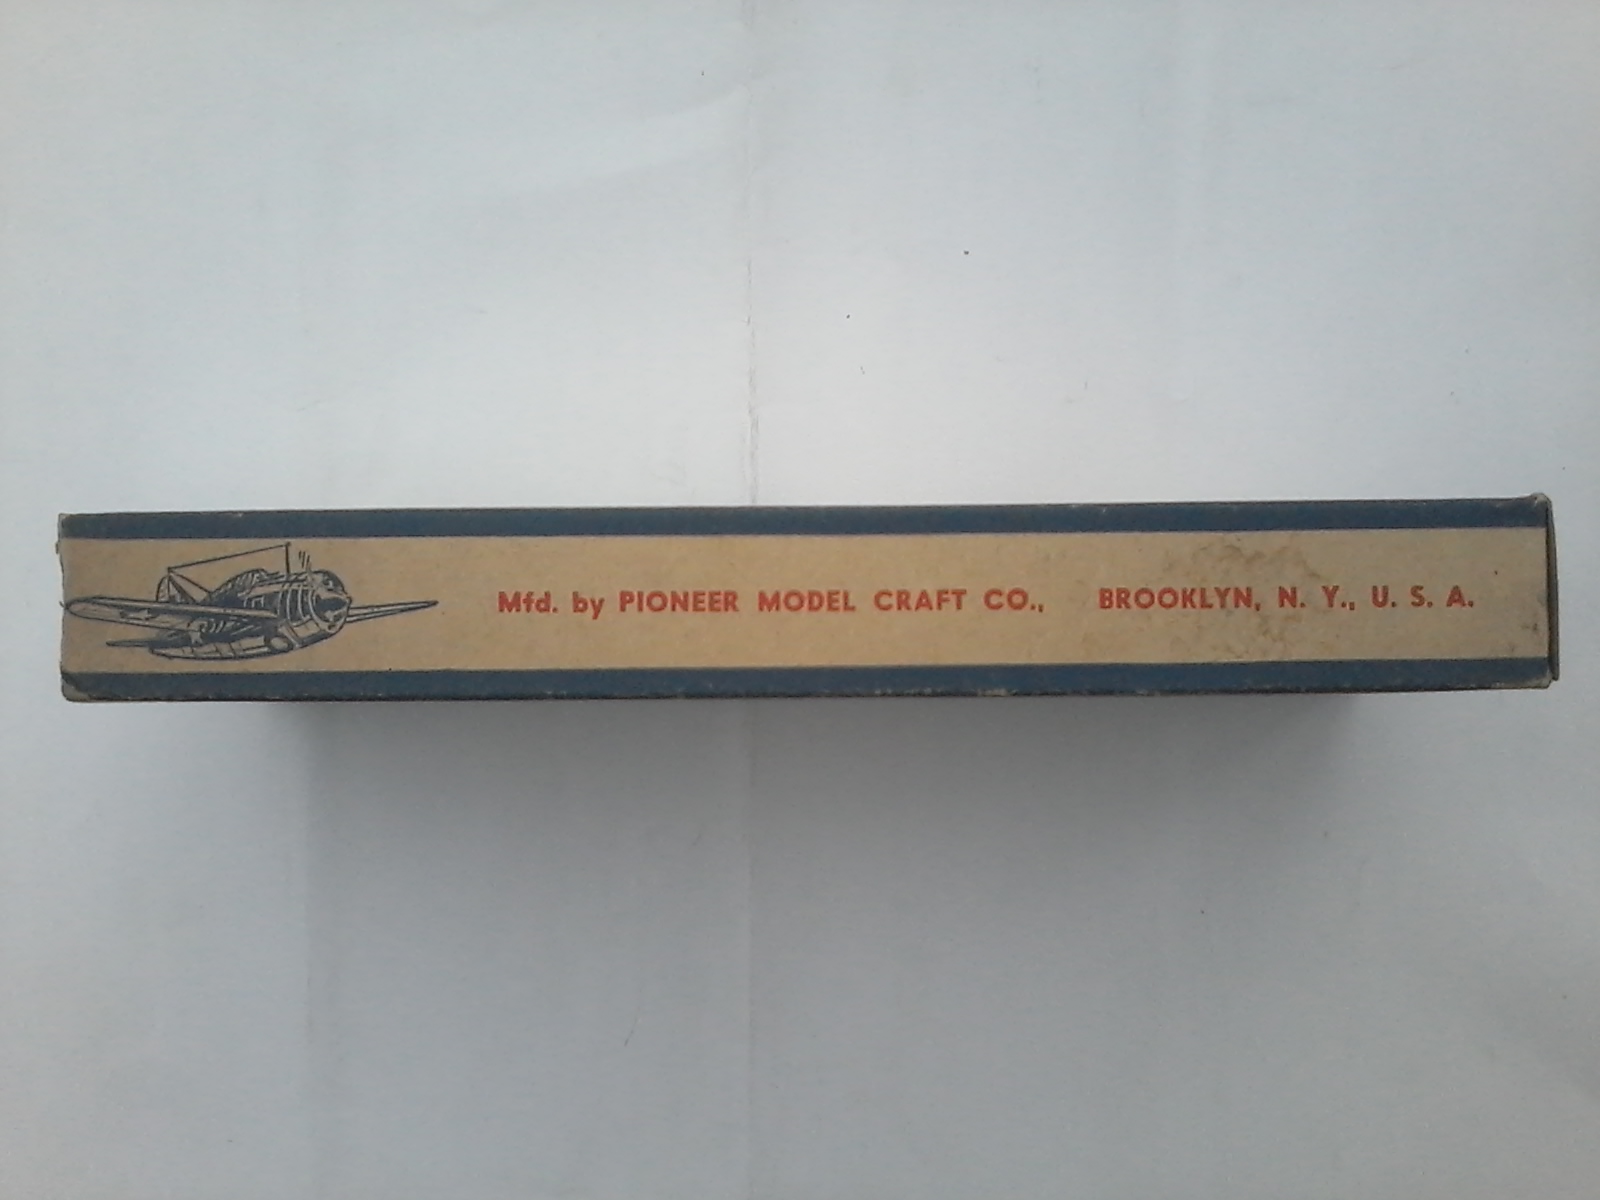 Mfd. by PIONEER MODEL CRAFT CO., BROOKLYN, N. Y., U. S. A.